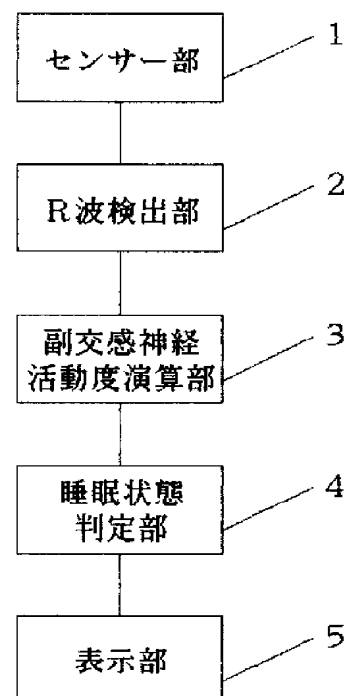 センサー部
1
R波検出部
2
副交感神経
活動度演算部
3
睡眠状態
判定部
4
表示部
5